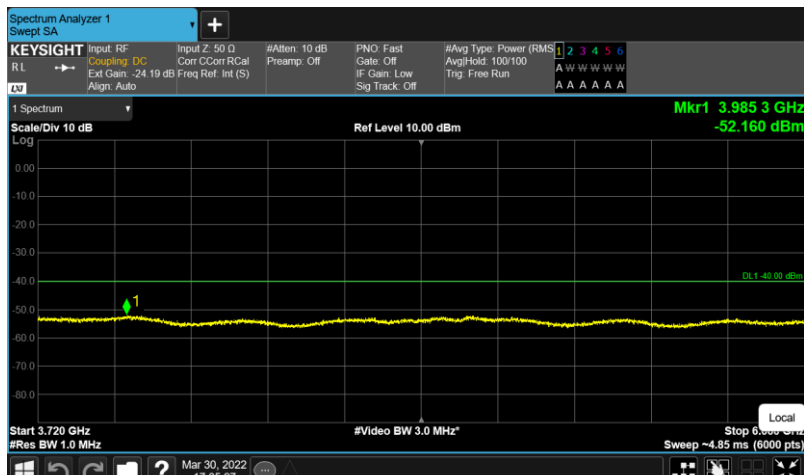 Spectrum Analyzer 1
Swept SA
KEYSIGHT
RL
LXI
Input: RF
Coupling: DC
Ext Gain: -24.19 dB
Align: Auto
Input Z: 50 Ω
Corr CCorr RCal
Freq Ref: Int (S)
#Atten: 10 dB
Preamp: Off
PNO: Fast
Gate: Off
IF Gain: Low
Sig Track: Off
#Avg Type: Power (RMS
Avg|Hold: 100/100
Trig: Free Run
1 2 3 4 5 6
A W W W W W
A A A A A A
1 Spectrum
Mkr1 3.985 3 GHz
-52.160 dBm
Scale/Div 10 dB
Ref Level 10.00 dBm
Log
0.00
-10.0
-20.0
-30.0
-40.0
DL1 -40.00 dBm
1
-50.0
-60.0
-70.0
-80.0
Local
Start 3.720 GHz
#Video BW 3.0 MHz*
Stop
#Res BW 1.0 MHz
Sweep ~4.85 ms (6000 pts)
?
Mar 30, 2022